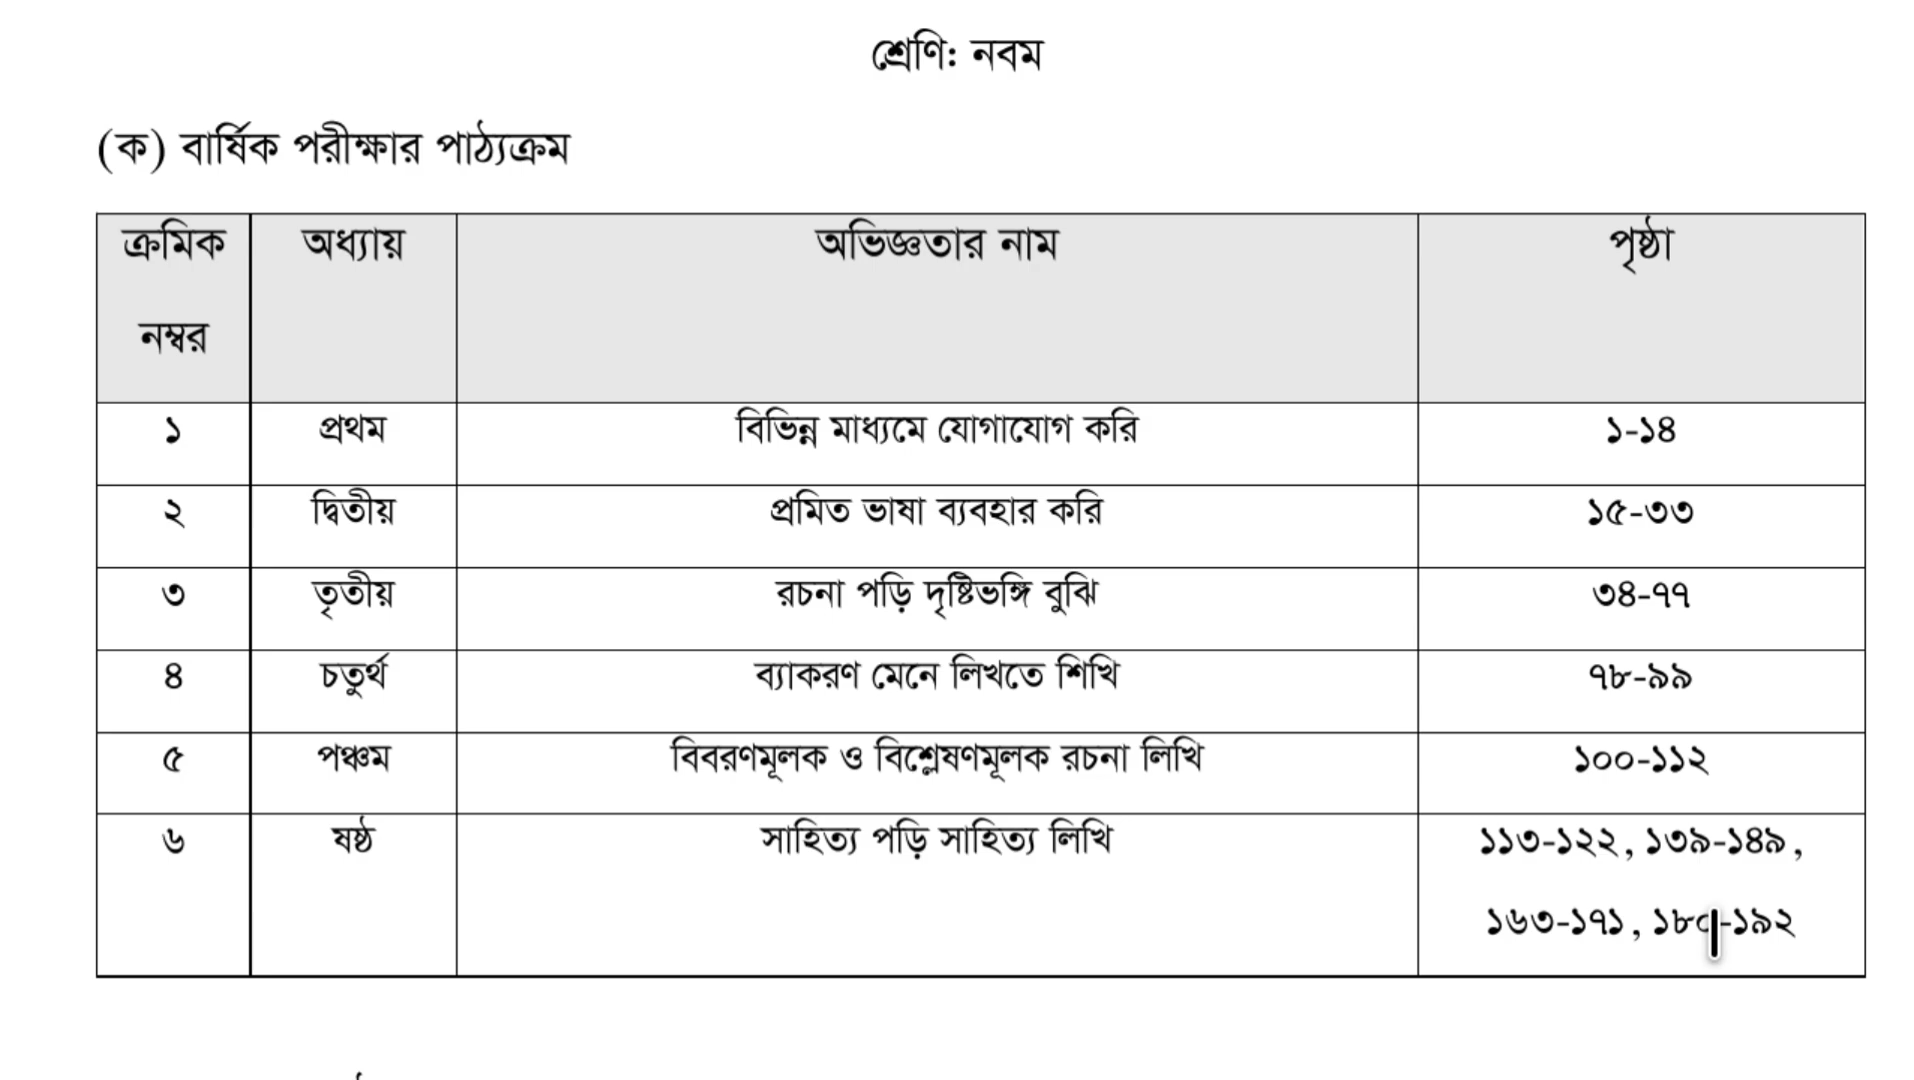 শ্রেণি: নবম
(ক) বার্ষিক পরীক্ষার পাঠ্যক্রম
ক্রমিক নম্বর অধ্যায় অভিজ্ঞতার নাম পৃষ্ঠা
১ প্রথম বিভিন্ন মাধ্যমে যোগাযোগ করি ১-১৪
২ দ্বিতীয় প্রমিত ভাষা ব্যবহার করি ১৫-৩৩
৩ তৃতীয় রচনা পড়ি দৃষ্টিভঙ্গি বুঝি ৩৪-৭৭
৪ চতুর্থ ব্যাকরণ মেনে লিখতে শিখি ৭৮-৯৯
৫ পঞ্চম বিবরণমূলক ও বিশ্লেষণমূলক রচনা লিখি ১০০-১১২
৬ ষষ্ঠ সাহিত্য পড়ি সাহিত্য লিখি ১১৩-১২২, ১৩৯-১৪৯,
১৬৩-১৭১,